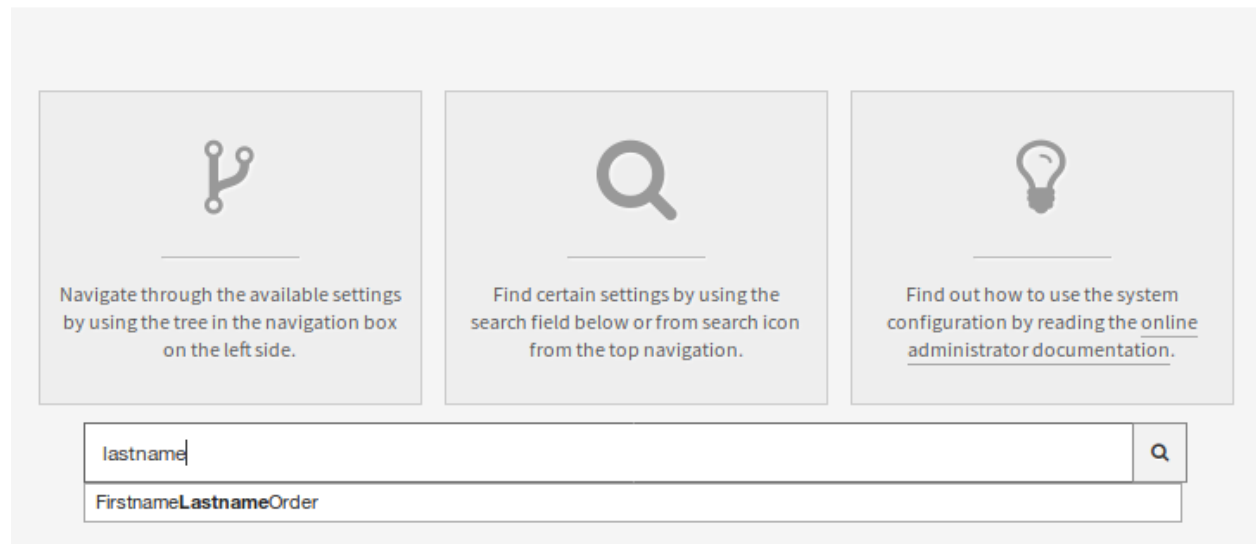 Navigate through the available settings
by using the tree in the navigation box
on the left side.
Find certain settings by using the
search field below or from search icon
from the top navigation.
Find out how to use the system
configuration by reading the online
administrator documentation.
lastname
FirstnameLastnameOrder